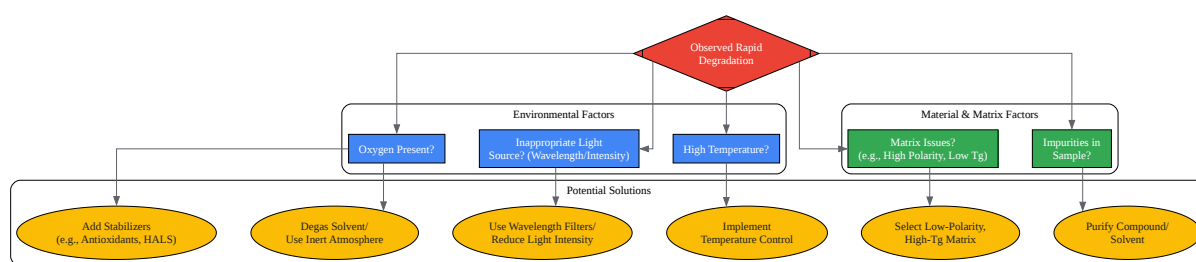 Observed Rapid
Degradation
Environmental Factors
Material & Matrix Factors
Oxygen Present?
Inappropriate Light
Source? (Wavelength/Intensity)
High Temperature?
Matrix Issues?
(e.g., High Polarity, Low Tg)
Impurities in
Sample?
Potential Solutions
Add Stabilizers
(e.g., Antioxidants, HALS)
Degas Solvent/
Use Inert Atmosphere
Use Wavelength Filters/
Reduce Light Intensity
Implement
Temperature Control
Select Low-Polarity,
High-Tg Matrix
Purify Compound/
Solvent